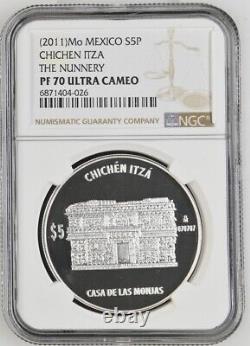 (2011)Mo MEXICO S5P
CHICHEN ITZA
THE NUNNERY
PF 70 ULTRA CAMEO
6871404-026
NUMISMATIC GUARANTY COMPANY
NGC
CHICHÉN ITZÁ
$5
CASA DE LAS MONJAS